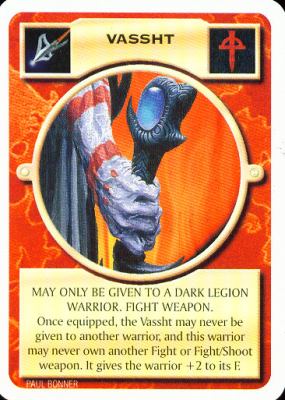 VASSHT
MAY ONLY BE GIVEN TO A DARK LEGION
WARRIOR. FIGHT WEAPON.
Once equipped, the Vassht may never be
given to another warrior, and this warrior
may never own another Fight or Fight/Shoot
weapon. It gives the warrior +2 to its F.
PAUL BONNER